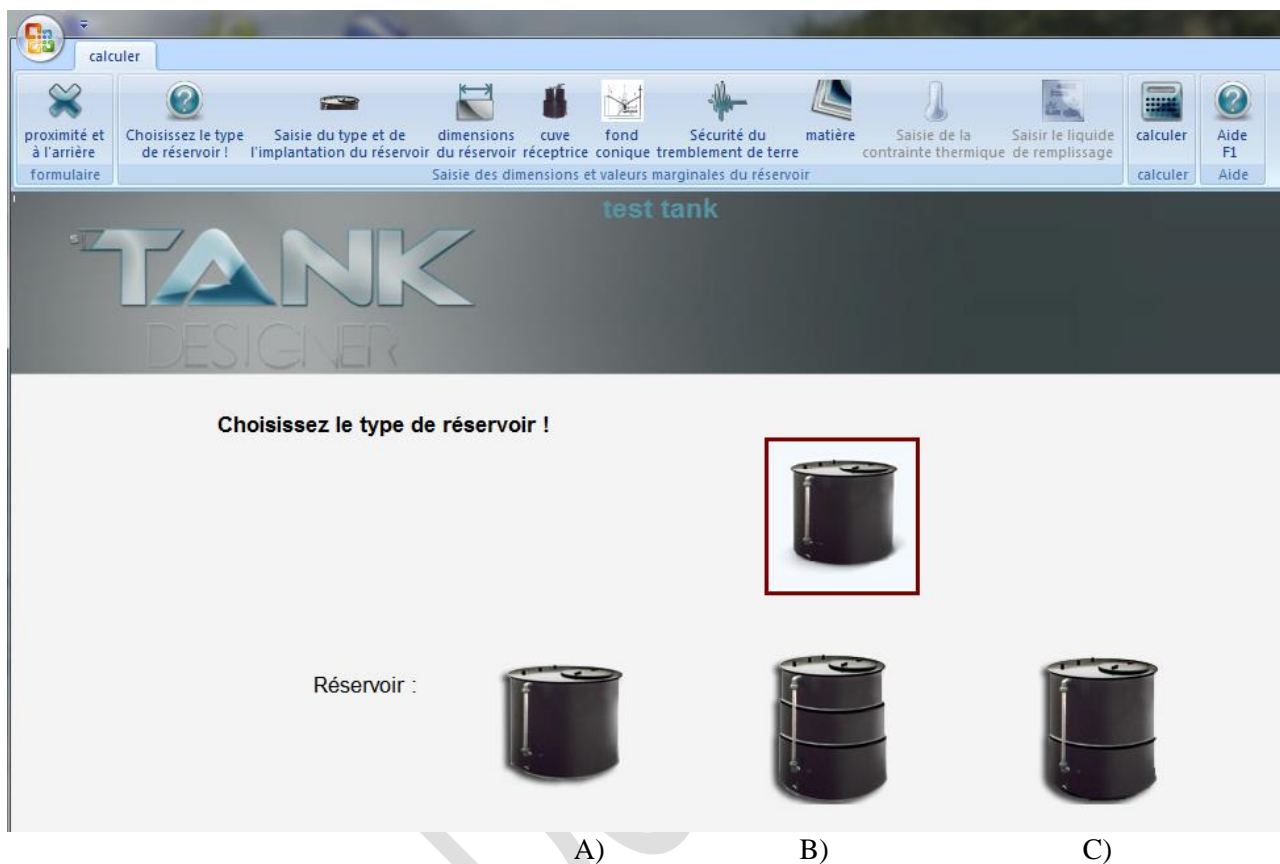 calculer
proximité et à l'arrière
Choisissez le type de réservoir !
Saisie du type et de l'implantation du réservoir
dimensions du réservoir
cuve réceptrice
fond conique
Sécurité du tremblement de terre
matière
Saisie de la contrainte thermique
Saisir le liquide de remplissage
calculer
Aide F1
formulaire
Saisie des dimensions et valeurs marginales du réservoir
calculer
Aide
test tank
TANK
DESIGNER
Choisissez le type de réservoir !
Réservoir :
A) B) C)